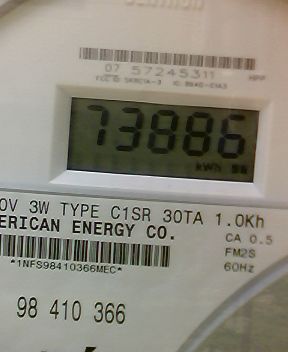 07 57245311 HPP
73886
kWh
0V 3W TYPE C1SR 30TA 1.0Kh
ERICAN ENERGY CO.
CA 0.5
FM2S
60Hz
*1NFS98410366MEC*
98 410 366